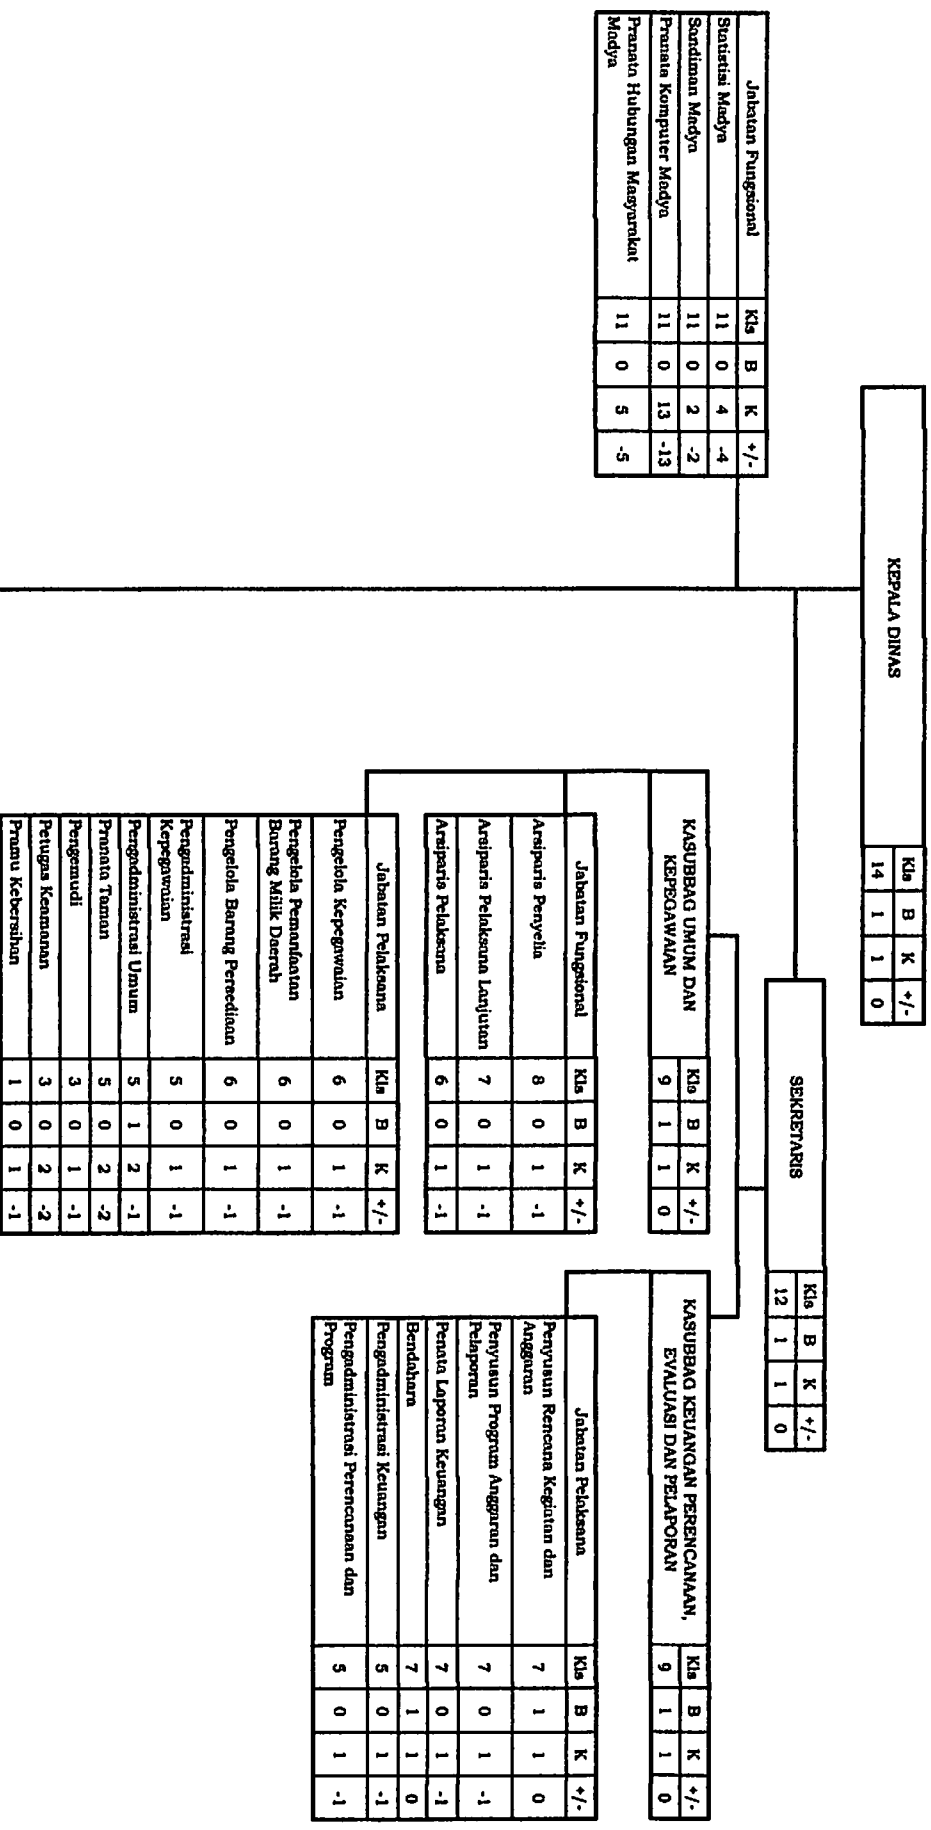 KEPALA DINAS
Kls B K +/-
14 1 1 0
SEKRETARIS
Kls B K +/-
12 1 1 0
Jabatan Fungsional Kls B K +/-
Statistisi Madya 11 0 4 -4
Sandiman Madya 11 0 2 -2
Pranata Komputer Madya 11 0 13 -13
Pranata Hubungan Masyarakat
Madya 11 0 5 -5
KASUBBAG UMUM DAN
KEPEGAWAIAN
Kls B K +/-
9 1 1 0
Jabatan Fungsional Kls B K +/-
Arsiparis Penyelia 8 0 1 -1
Arsiparis Pelaksana Lanjutan 7 0 1 -1
Arsiparis Pelaksana 6 0 1 -1
Jabatan Pelaksana Kls B K +/-
Pengelola Kepegawaian 6 0 1 -1
Pengelola Pemanfaatan
Barang Milik Daerah 6 0 1 -1
Pengelola Barang Persediaan 6 0 1 -1
Pengadministrasi
Kepegawaian 5 0 1 -1
Pengadministrasi Umum 5 1 2 -1
Pranata Taman 5 0 2 -2
Pengemudi 3 0 1 -1
Petugas Keamanan 3 0 2 -2
Pramu Kebersihan 1 0 1 -1
KASUBBAG KEUANGAN PERENCANAAN,
EVALUASI DAN PELAPORAN
Kls B K +/-
9 1 1 0
Jabatan Pelaksana Kls B K +/-
Penyusun Rencana Kegiatan dan
Anggaran 7 1 1 0
Penyusun Program Anggaran dan
Pelaporan 7 0 1 -1
Penata Laporan Keuangan 7 0 1 -1
Bendahara 7 1 1 0
Pengadministrasi Keuangan 5 0 1 -1
Pengadministrasi Perencanaan dan
Program 5 0 1 -1